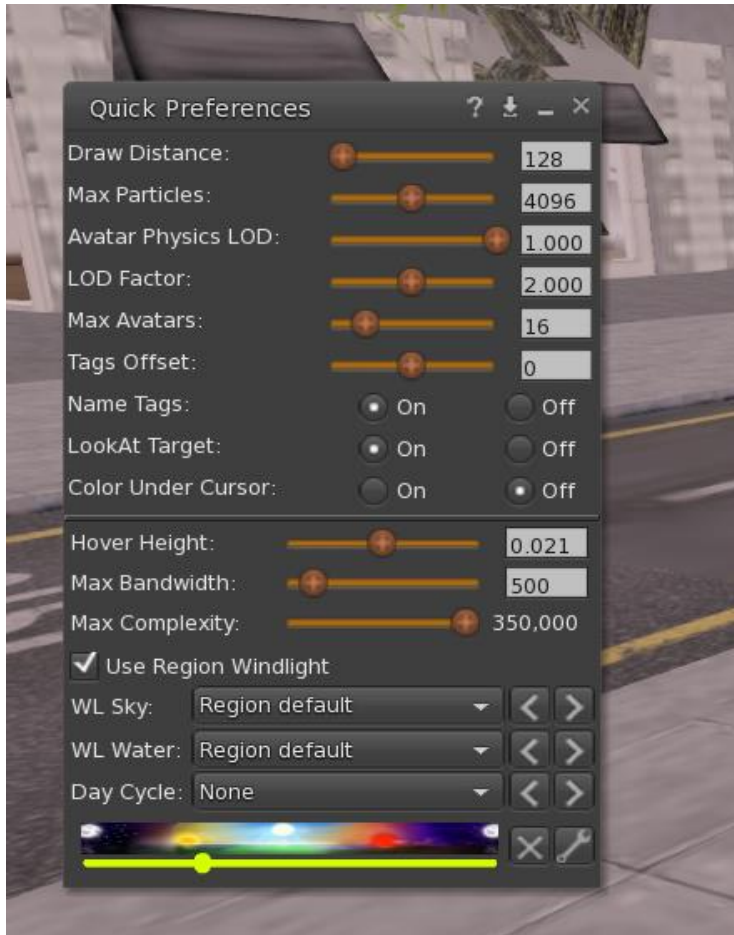 Quick Preferences ?
Draw Distance: 128
Max Particles: 4096
Avatar Physics LOD: 1.000
LOD Factor: 2.000
Max Avatars: 16
Tags Offset: 0
Name Tags: On Off
LookAt Target: On Off
Color Under Cursor: On Off
Hover Height: 0.021
Max Bandwidth: 500
Max Complexity: 350,000
Use Region Windlight
WL Sky: Region default
WL Water: Region default
Day Cycle: None